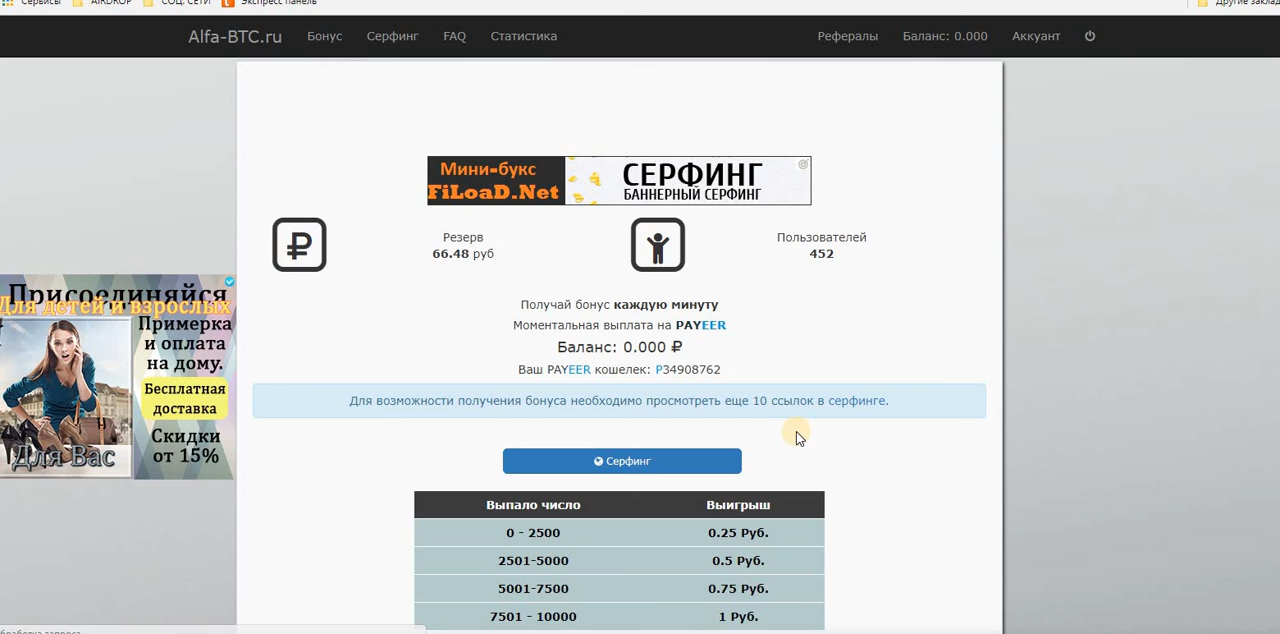 Сервисы AIRDROP СОЦ. СЕТИ Экспресс панель Другие заклад
Alfa-BTC.ru Бонус Серфинг FAQ Статистика Рефералы Баланс: 0.000 Аккуант
Мини-букс
FiLoaD.Net
СЕРФИНГ
БАННЕРНЫЙ СЕРФИНГ
Резерв
66.48 руб
Пользователей
452
Присоединяйся
Для детей и взрослых
Примерка
и оплата
на дому.
Бесплатная
доставка
Скидки
от 15%
Для Вас
Получай бонус каждую минуту
Моментальная выплата на PAYEER
Баланс: 0.000 ₽
Ваш PAYEER кошелек: P34908762
Для возможности получения бонуса необходимо просмотреть еще 10 ссылок в серфинге.
Серфинг
Выпало число Выигрыш
0 - 2500 0.25 Руб.
2501-5000 0.5 Руб.
5001-7500 0.75 Руб.
7501 - 10000 1 Руб.